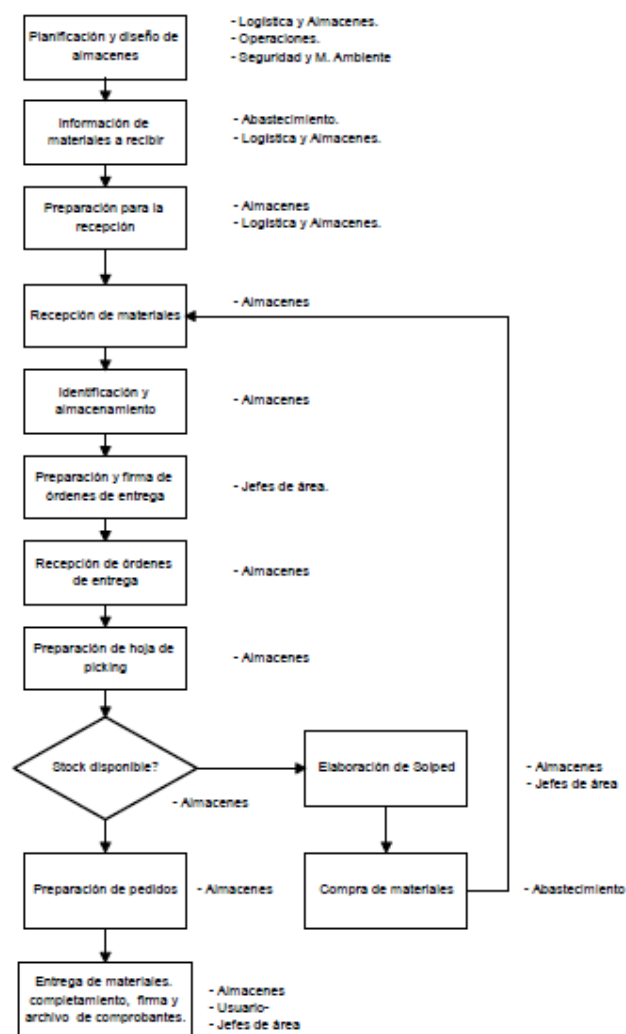 Planificación y diseño de
almacenes
- Logística y Almacenes.
- Operaciones.
- Seguridad y M. Ambiente
Información de
materiales a recibir
- Abastecimiento.
- Logística y Almacenes.
Preparación para la
recepción
- Almacenes
- Logística y Almacenes.
Recepción de materiales
- Almacenes
Identificación y
almacenamiento
- Almacenes
Preparación y firma de
órdenes de entrega
- Jefes de área.
Recepción de órdenes
de entrega
- Almacenes
Preparación de hoja de
picking
- Almacenes
Stock disponible?
- Almacenes
Elaboración de Solped
- Almacenes
- Jefes de área
Preparación de pedidos
- Almacenes
Compra de materiales
- Abastecimiento
Entrega de materiales.
completamiento, firma y
archivo de comprobantes.
- Almacenes
- Usuario-
- Jefes de área